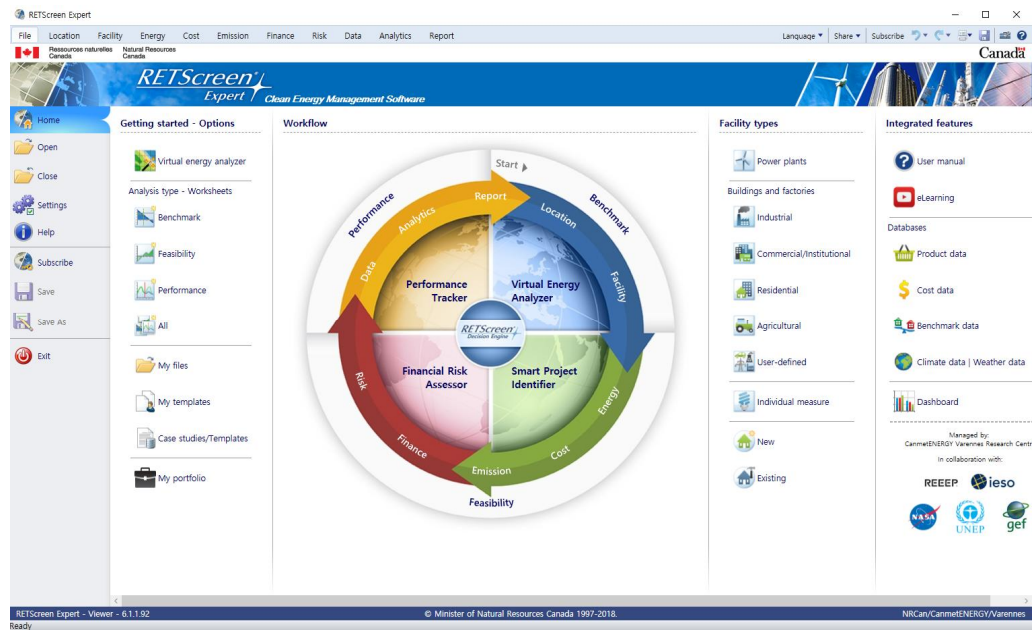 RETScreen Expert
File Location Facility Energy Cost Emission Finance Risk Data Analytics Report Language Share Subscribe
Ressources naturelles Canada
Natural Resources Canada
Canada
RETScreen
Expert
Clean Energy Management Software
Home
Open
Close
Settings
Help
Subscribe
Save
Save As
Exit
Getting started - Options
Virtual energy analyzer
Analysis type - Worksheets
Benchmark
Feasibility
Performance
All
My files
My templates
Case studies/Templates
My portfolio
Workflow
Start
Performance
Benchmark
Feasibility
Report
Location
Facility
Energy
Cost
Emission
Finance
Risk
Data
Analytics
Performance
Tracker
Virtual Energy
Analyzer
RETScreen
Decision Engine
Financial Risk
Assessor
Smart Project
Identifier
Facility types
Power plants
Buildings and factories
Industrial
Commercial/Institutional
Residential
Agricultural
User-defined
Individual measure
New
Existing
Integrated features
User manual
eLearning
Databases
Product data
Cost data
Benchmark data
Climate data | Weather data
Dashboard
Managed by:
CanmetENERGY Varennes Research Centr
In collaboration with:
REEEP ieso
NASA UNEP gef
RETScreen Expert - Viewer - 6.1.1.92
© Minister of Natural Resources Canada 1997-2018.
NRCan/CanmetENERGY/Varennes
Ready